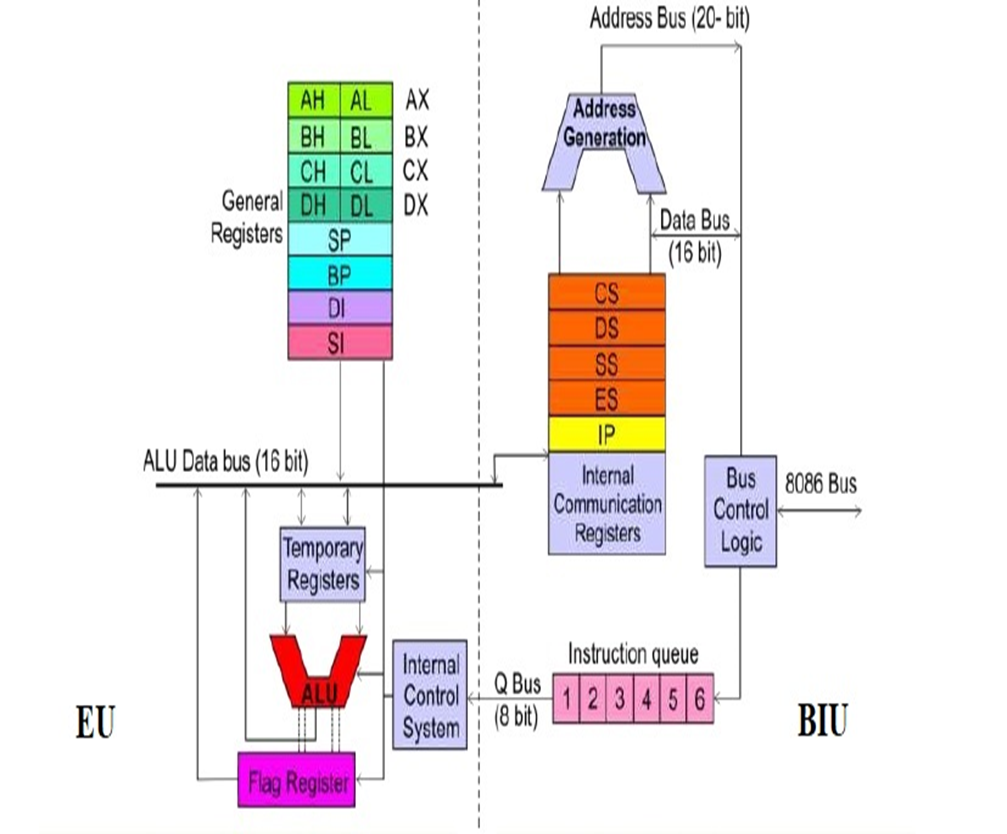 Address Bus (20- bit)
AH AL AX
BH BL BX
CH CL CX
DH DL DX
SP
BP
DI
SI
General
Registers
Address
Generation
Data Bus
(16 bit)
CS
DS
SS
ES
IP
Internal
Communication
Registers
Bus
Control
Logic
8086 Bus
ALU Data bus (16 bit)
Temporary
Registers
ALU
Internal
Control
System
Q Bus
(8 bit)
Instruction queue
1 2 3 4 5 6
Flag Register
EU
BIU